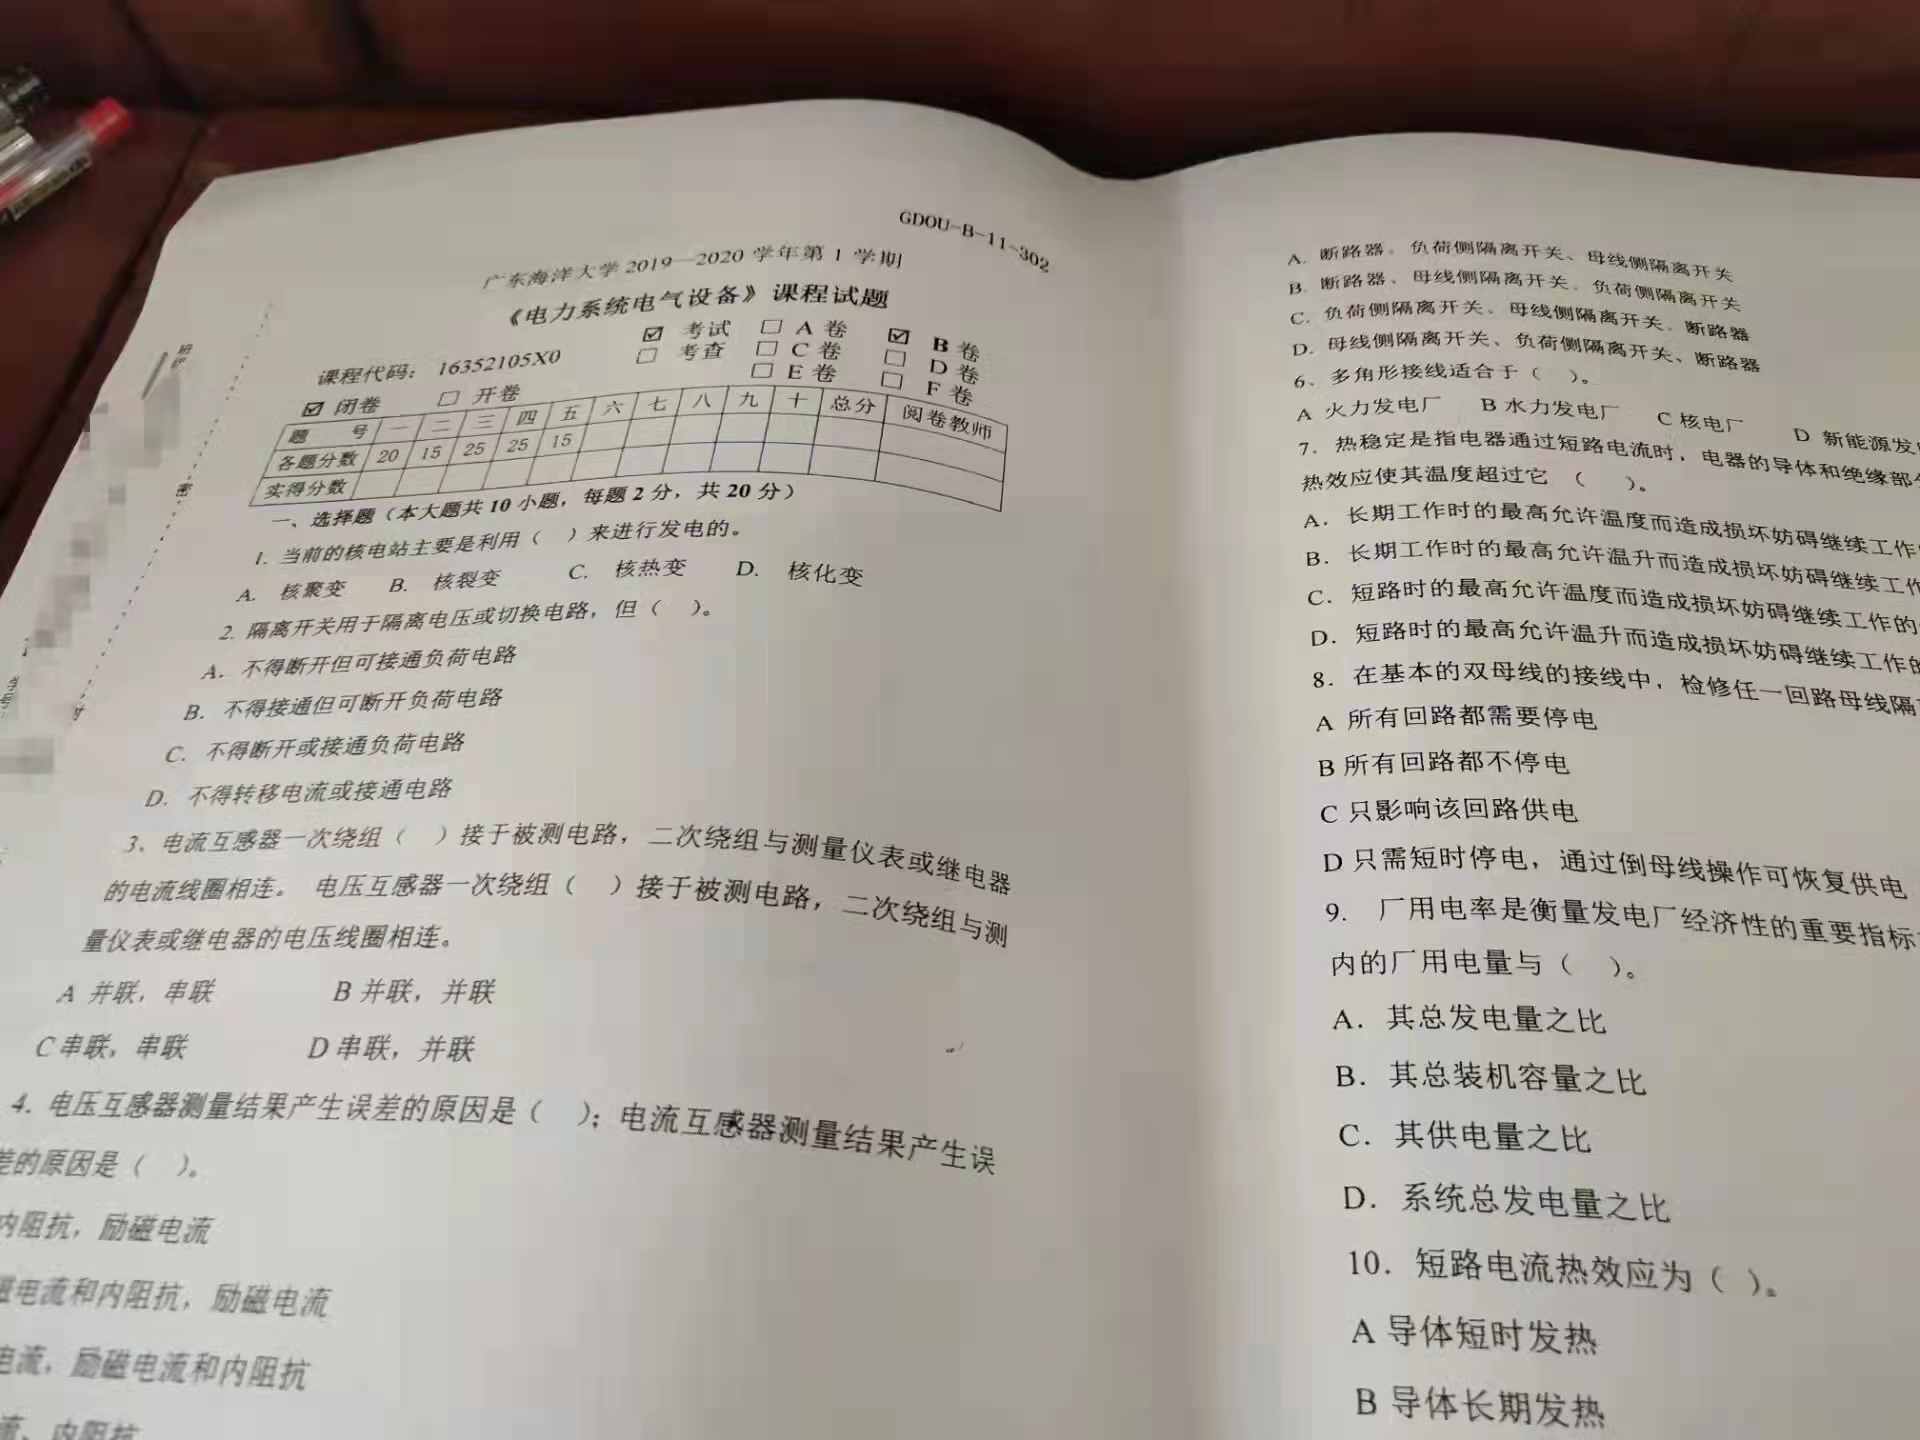 GDOU-B-11-302
广东海洋大学 2019—2020 学年第 1 学期
《电力系统电气设备》课程试题
课程代码: 16352105X0
☑ 考试 □ A 卷 ☑ B 卷
□ 考查 □ C 卷 □ D 卷
☑ 闭卷 □ 开卷 □ E 卷 □ F 卷
题 号 一 二 三 四 五 六 七 八 九 十 总分 阅卷教师
各题分数 20 15 25 25 15
实得分数
一、选择题（本大题共 10 小题，每题 2 分，共 20 分）
1. 当前的核电站主要是利用（ ）来进行发电的。
A. 核聚变 B. 核裂变 C. 核热变 D. 核化变
2. 隔离开关用于隔离电压或切换电路，但（ ）。
A. 不得断开但可接通负荷电路
B. 不得接通但可断开负荷电路
C. 不得断开或接通负荷电路
D. 不得转移电流或接通电路
3、电流互感器一次绕组（ ）接于被测电路，二次绕组与测量仪表或继电器
的电流线圈相连。 电压互感器一次绕组（ ）接于被测电路，二次绕组与测
量仪表或继电器的电压线圈相连。
A 并联，串联 B 并联，并联
C 串联，串联 D 串联，并联
4. 电压互感器测量结果产生误差的原因是（ ）；电流互感器测量结果产生误
差的原因是（ ）。
内阻抗，励磁电流
磁电流和内阻抗，励磁电流
电流，励磁电流和内阻抗
流、内阻抗
密
封
学号:
A. 断路器、负荷侧隔离开关、母线侧隔离开关
B. 断路器、母线侧隔离开关、负荷侧隔离开关
C. 负荷侧隔离开关、母线侧隔离开关、断路器
D. 母线侧隔离开关、负荷侧隔离开关、断路器
6、多角形接线适合于（ ）。
A 火力发电厂 B 水力发电厂 C 核电厂 D 新能源发
7. 热稳定是指电器通过短路电流时，电器的导体和绝缘部
热效应使其温度超过它 （ ）。
A. 长期工作时的最高允许温度而造成损坏妨碍继续工作
B. 长期工作时的最高允许温升而造成损坏妨碍继续工作
C. 短路时的最高允许温度而造成损坏妨碍继续工作的
D. 短路时的最高允许温升而造成损坏妨碍继续工作的
8. 在基本的双母线的接线中，检修任一回路母线隔
A 所有回路都需要停电
B 所有回路都不停电
C 只影响该回路供电
D 只需短时停电，通过倒母线操作可恢复供电
9. 厂用电率是衡量发电厂经济性的重要指标
内的厂用电量与（ ）。
A. 其总发电量之比
B. 其总装机容量之比
C. 其供电量之比
D. 系统总发电量之比
10. 短路电流热效应为（ ）。
A 导体短时发热
B 导体长期发热